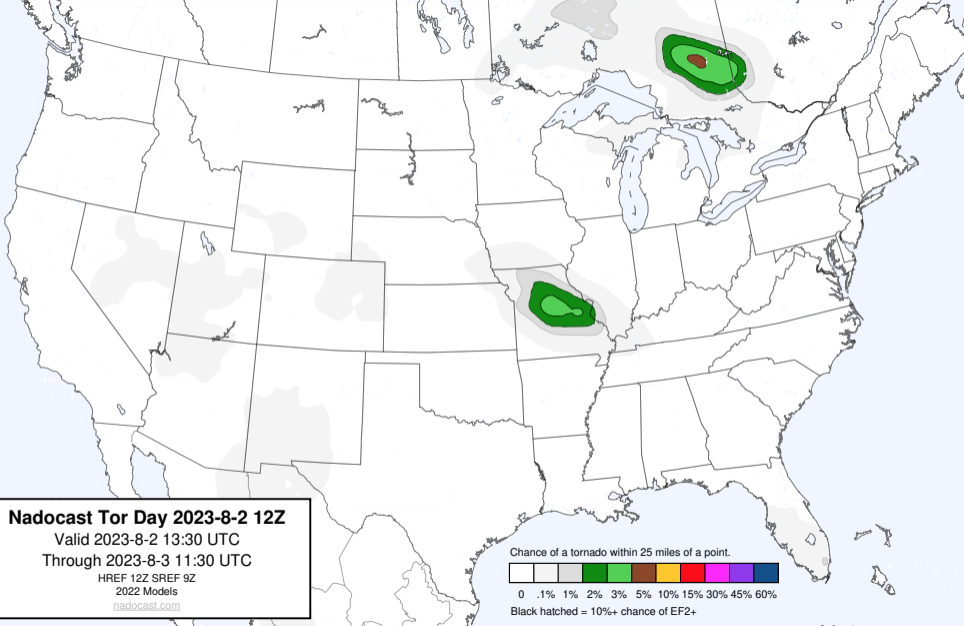 Nadocast Tor Day 2023-8-2 12Z
Valid 2023-8-2 13:30 UTC
Through 2023-8-3 11:30 UTC
HREF 12Z SREF 9Z
2022 Models
nadocast.com
Chance of a tornado within 25 miles of a point.
0 .1% 1% 2% 3% 5% 10% 15% 30% 45% 60%
Black hatched = 10%+ chance of EF2+